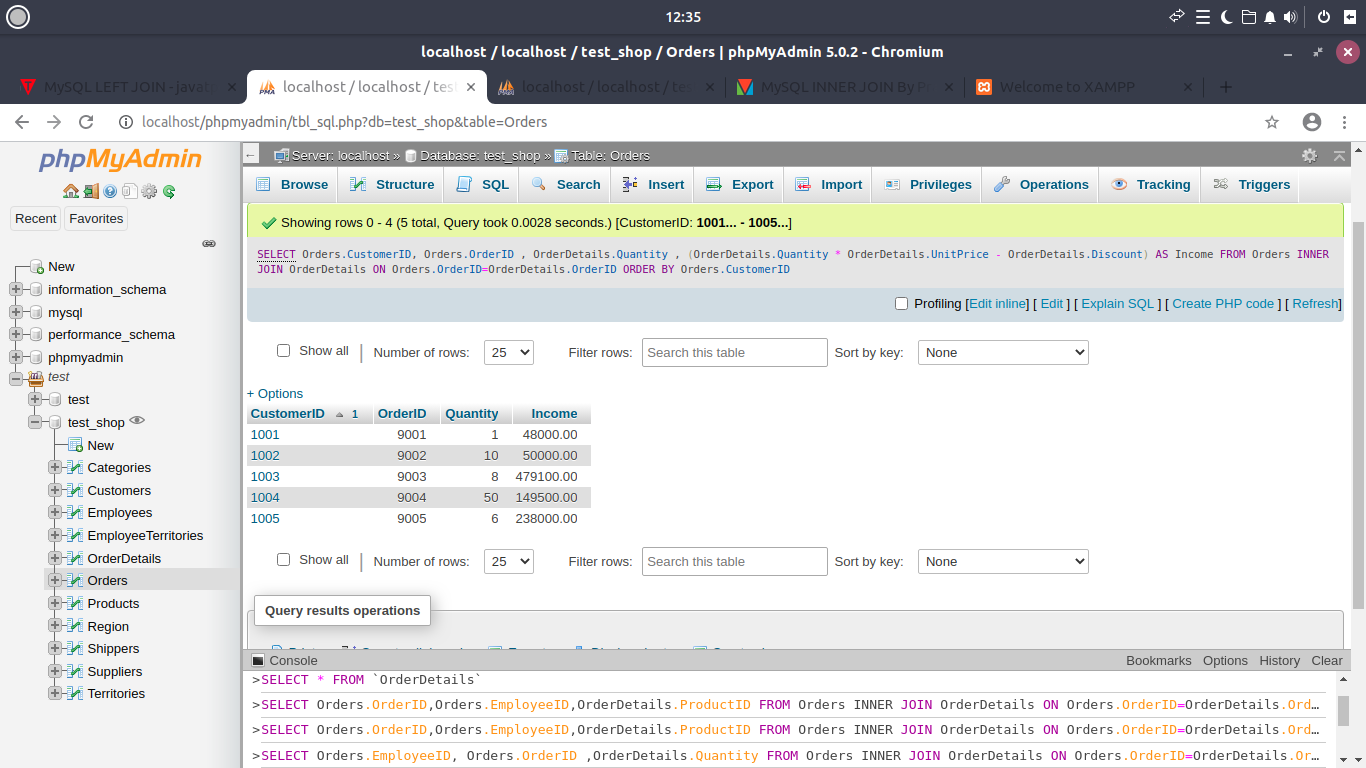 12:35
localhost / localhost / test_shop / Orders | phpMyAdmin 5.0.2 - Chromium
MySQL LEFT JOIN - javat
localhost / localhost / test
localhost / localhost / test
MySQL INNER JOIN By P
Welcome to XAMPP
localhost/phpmyadmin/tbl_sql.php?db=test_shop&table=Orders
phpMyAdmin
Recent
Favorites
New
information_schema
mysql
performance_schema
phpmyadmin
test
test
test_shop
New
Categories
Customers
Employees
EmployeeTerritories
OrderDetails
Orders
Products
Region
Shippers
Suppliers
Territories
Server: localhost » Database: test_shop » Table: Orders
Browse Structure SQL Search Insert Export Import Privileges Operations Tracking Triggers
Showing rows 0 - 4 (5 total, Query took 0.0028 seconds.) [CustomerID: 1001... - 1005...]
SELECT Orders.CustomerID, Orders.OrderID , OrderDetails.Quantity , (OrderDetails.Quantity * OrderDetails.UnitPrice - OrderDetails.Discount) AS Income FROM Orders INNER
JOIN OrderDetails ON Orders.OrderID=OrderDetails.OrderID ORDER BY Orders.CustomerID
Profiling [Edit inline] [ Edit ] [ Explain SQL ] [ Create PHP code ] [ Refresh]
Show all | Number of rows: 25 Filter rows: Search this table Sort by key: None
+ Options
CustomerID 1 OrderID Quantity Income
1001 9001 1 48000.00
1002 9002 10 50000.00
1003 9003 8 479100.00
1004 9004 50 149500.00
1005 9005 6 238000.00
Show all | Number of rows: 25 Filter rows: Search this table Sort by key: None
Query results operations
Console Bookmarks Options History Clear
>SELECT * FROM `OrderDetails`
>SELECT Orders.OrderID,Orders.EmployeeID,OrderDetails.ProductID FROM Orders INNER JOIN OrderDetails ON Orders.OrderID=OrderDetails.Ord…
>SELECT Orders.OrderID,Orders.EmployeeID,OrderDetails.ProductID FROM Orders INNER JOIN OrderDetails ON Orders.OrderID=OrderDetails.Ord…
>SELECT Orders.EmployeeID, Orders.OrderID ,OrderDetails.Quantity FROM Orders INNER JOIN OrderDetails ON Orders.OrderID=OrderDetails.Or…